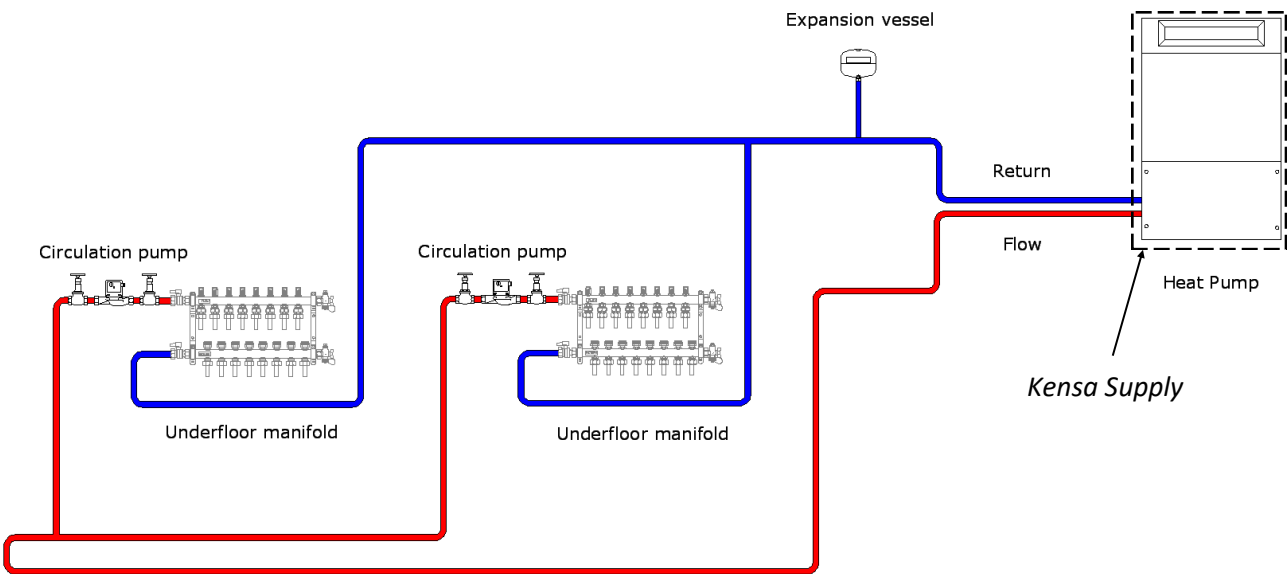 Expansion vessel
Return
Circulation pump
Circulation pump
Flow
Heat Pump
Kensa Supply
Underfloor manifold
Underfloor manifold